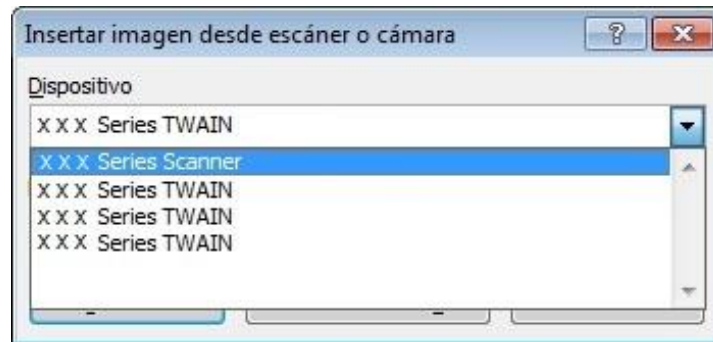 Insertar imagen desde escáner o cámara
Dispositivo
X X X Series TWAIN
X X X Series Scanner
X X X Series TWAIN
X X X Series TWAIN
X X X Series TWAIN